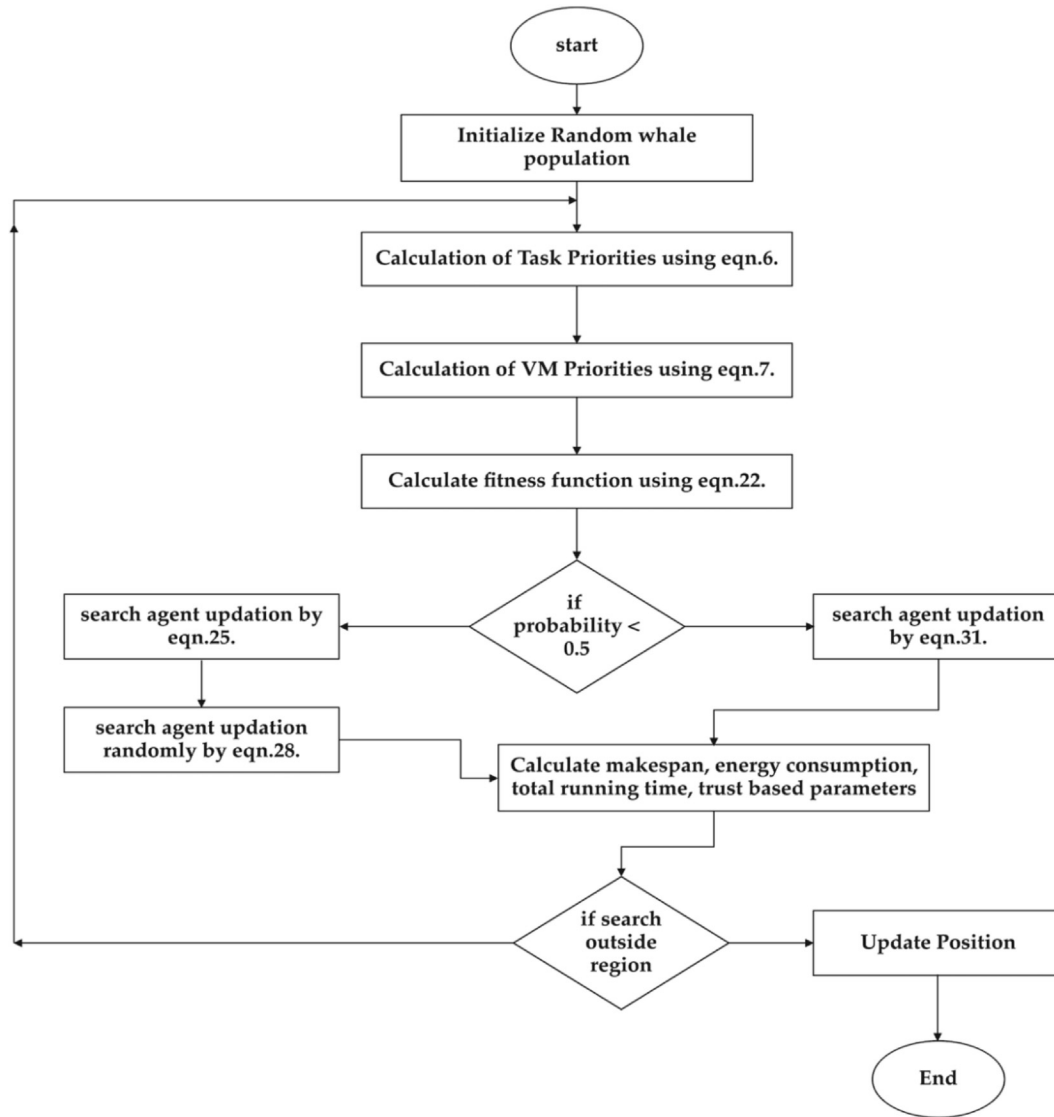 start
Initialize Random whale
population
Calculation of Task Priorities using eqn.6.
Calculation of VM Priorities using eqn.7.
Calculate fitness function using eqn.22.
if
probability <
0.5
search agent updation by
eqn.25.
search agent updation
by eqn.31.
search agent updation
randomly by eqn.28.
Calculate makespan, energy consumption,
total running time, trust based parameters
if search
outside
region
Update Position
End